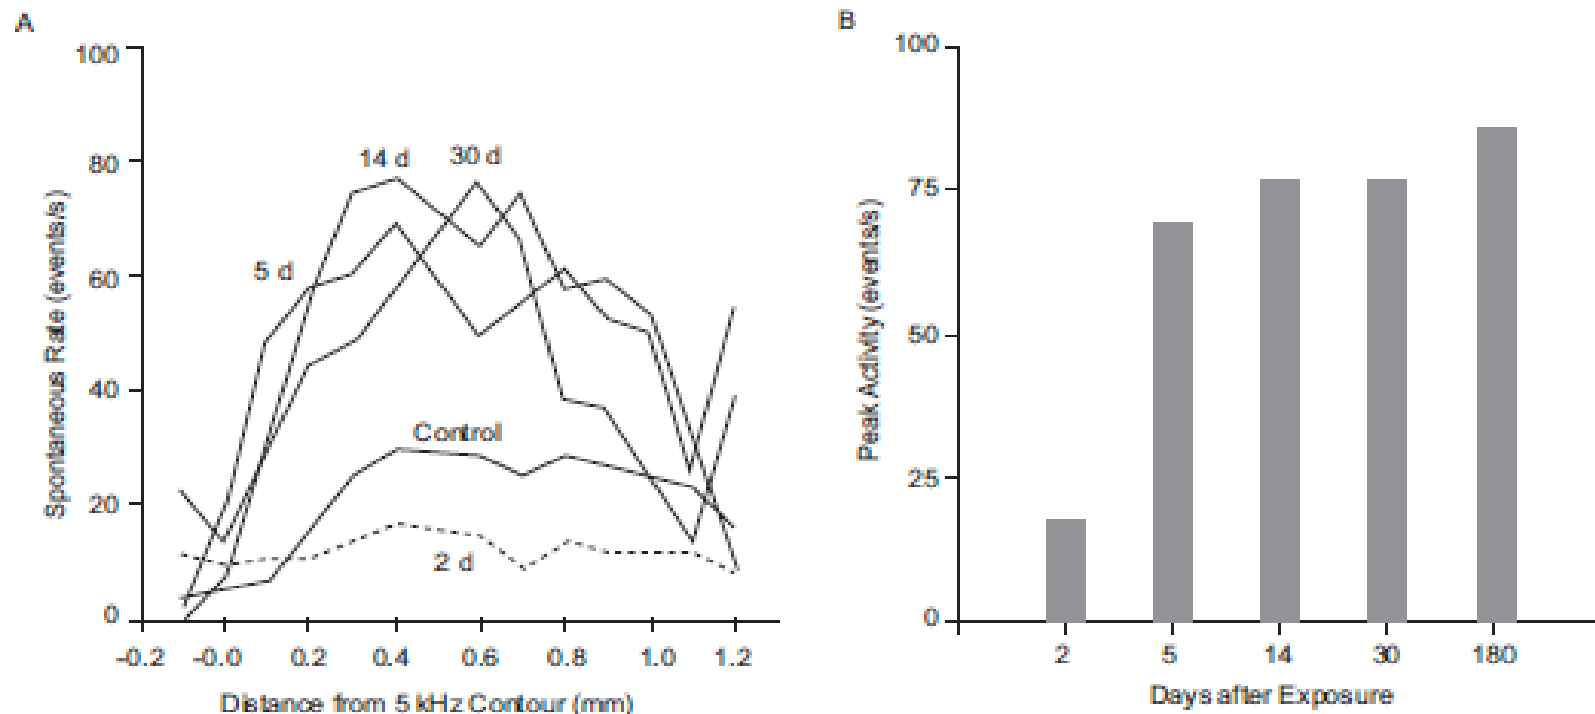 A
100
80
60
40
20
0
Spontaneous Rate (events/s)
14 d
30 d
5 d
Control
2 d
-0.2 -0.0 0.2 0.4 0.6 0.8 1.0 1.2
Distance from 5 kHz Contour (mm)
B
100
75
50
25
0
Peak Activity (events/s)
2 5 14 30 180
Days after Exposure